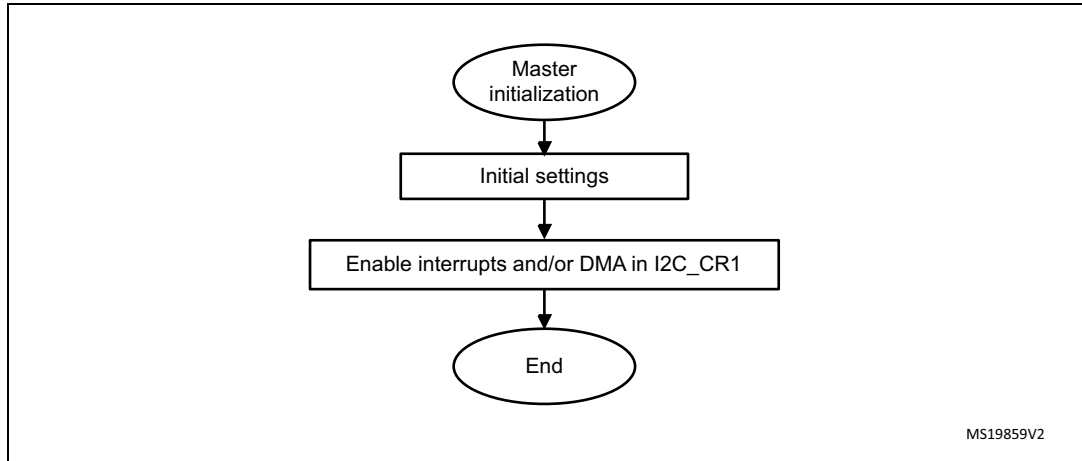 Master
initialization
Initial settings
Enable interrupts and/or DMA in I2C_CR1
End
MS19859V2